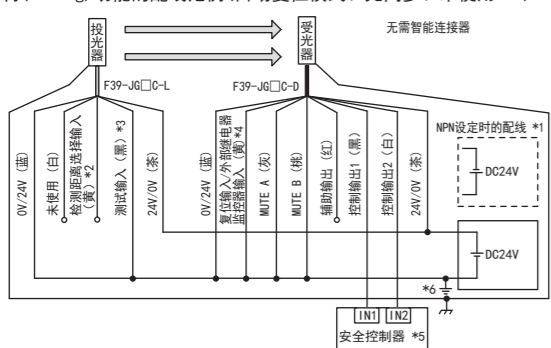 投光器
受光器
无需智能连接器
F39-JG□C-L
F39-JG□C-D
0V/24V (蓝)
未使用 (白)
检测距离选择输入
(黄) *2
测试输入 (黑) *3
24V/0V (茶)
0V/24V (蓝)
复位输入/外部继电器
监控器输入 (黄) *4
MUTE A (灰)
MUTE B (桃)
辅助输出 (红)
控制输出1 (黑)
控制输出2 (白)
24V/0V (茶)
NPN设定时的配线 *1
DC24V
DC24V
*6
IN1 IN2
安全控制器 *5